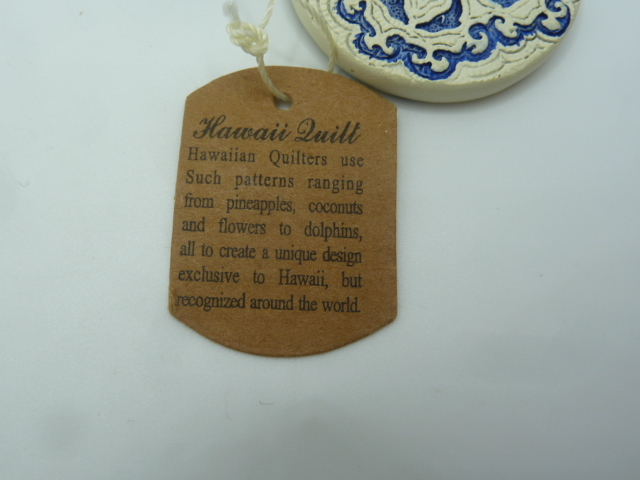 Hawaii Quilt
Hawaiian Quilters use
Such patterns ranging
from pineapples, coconuts
and flowers to dolphins,
all to create a unique design
exclusive to Hawaii, but
recognized around the world.